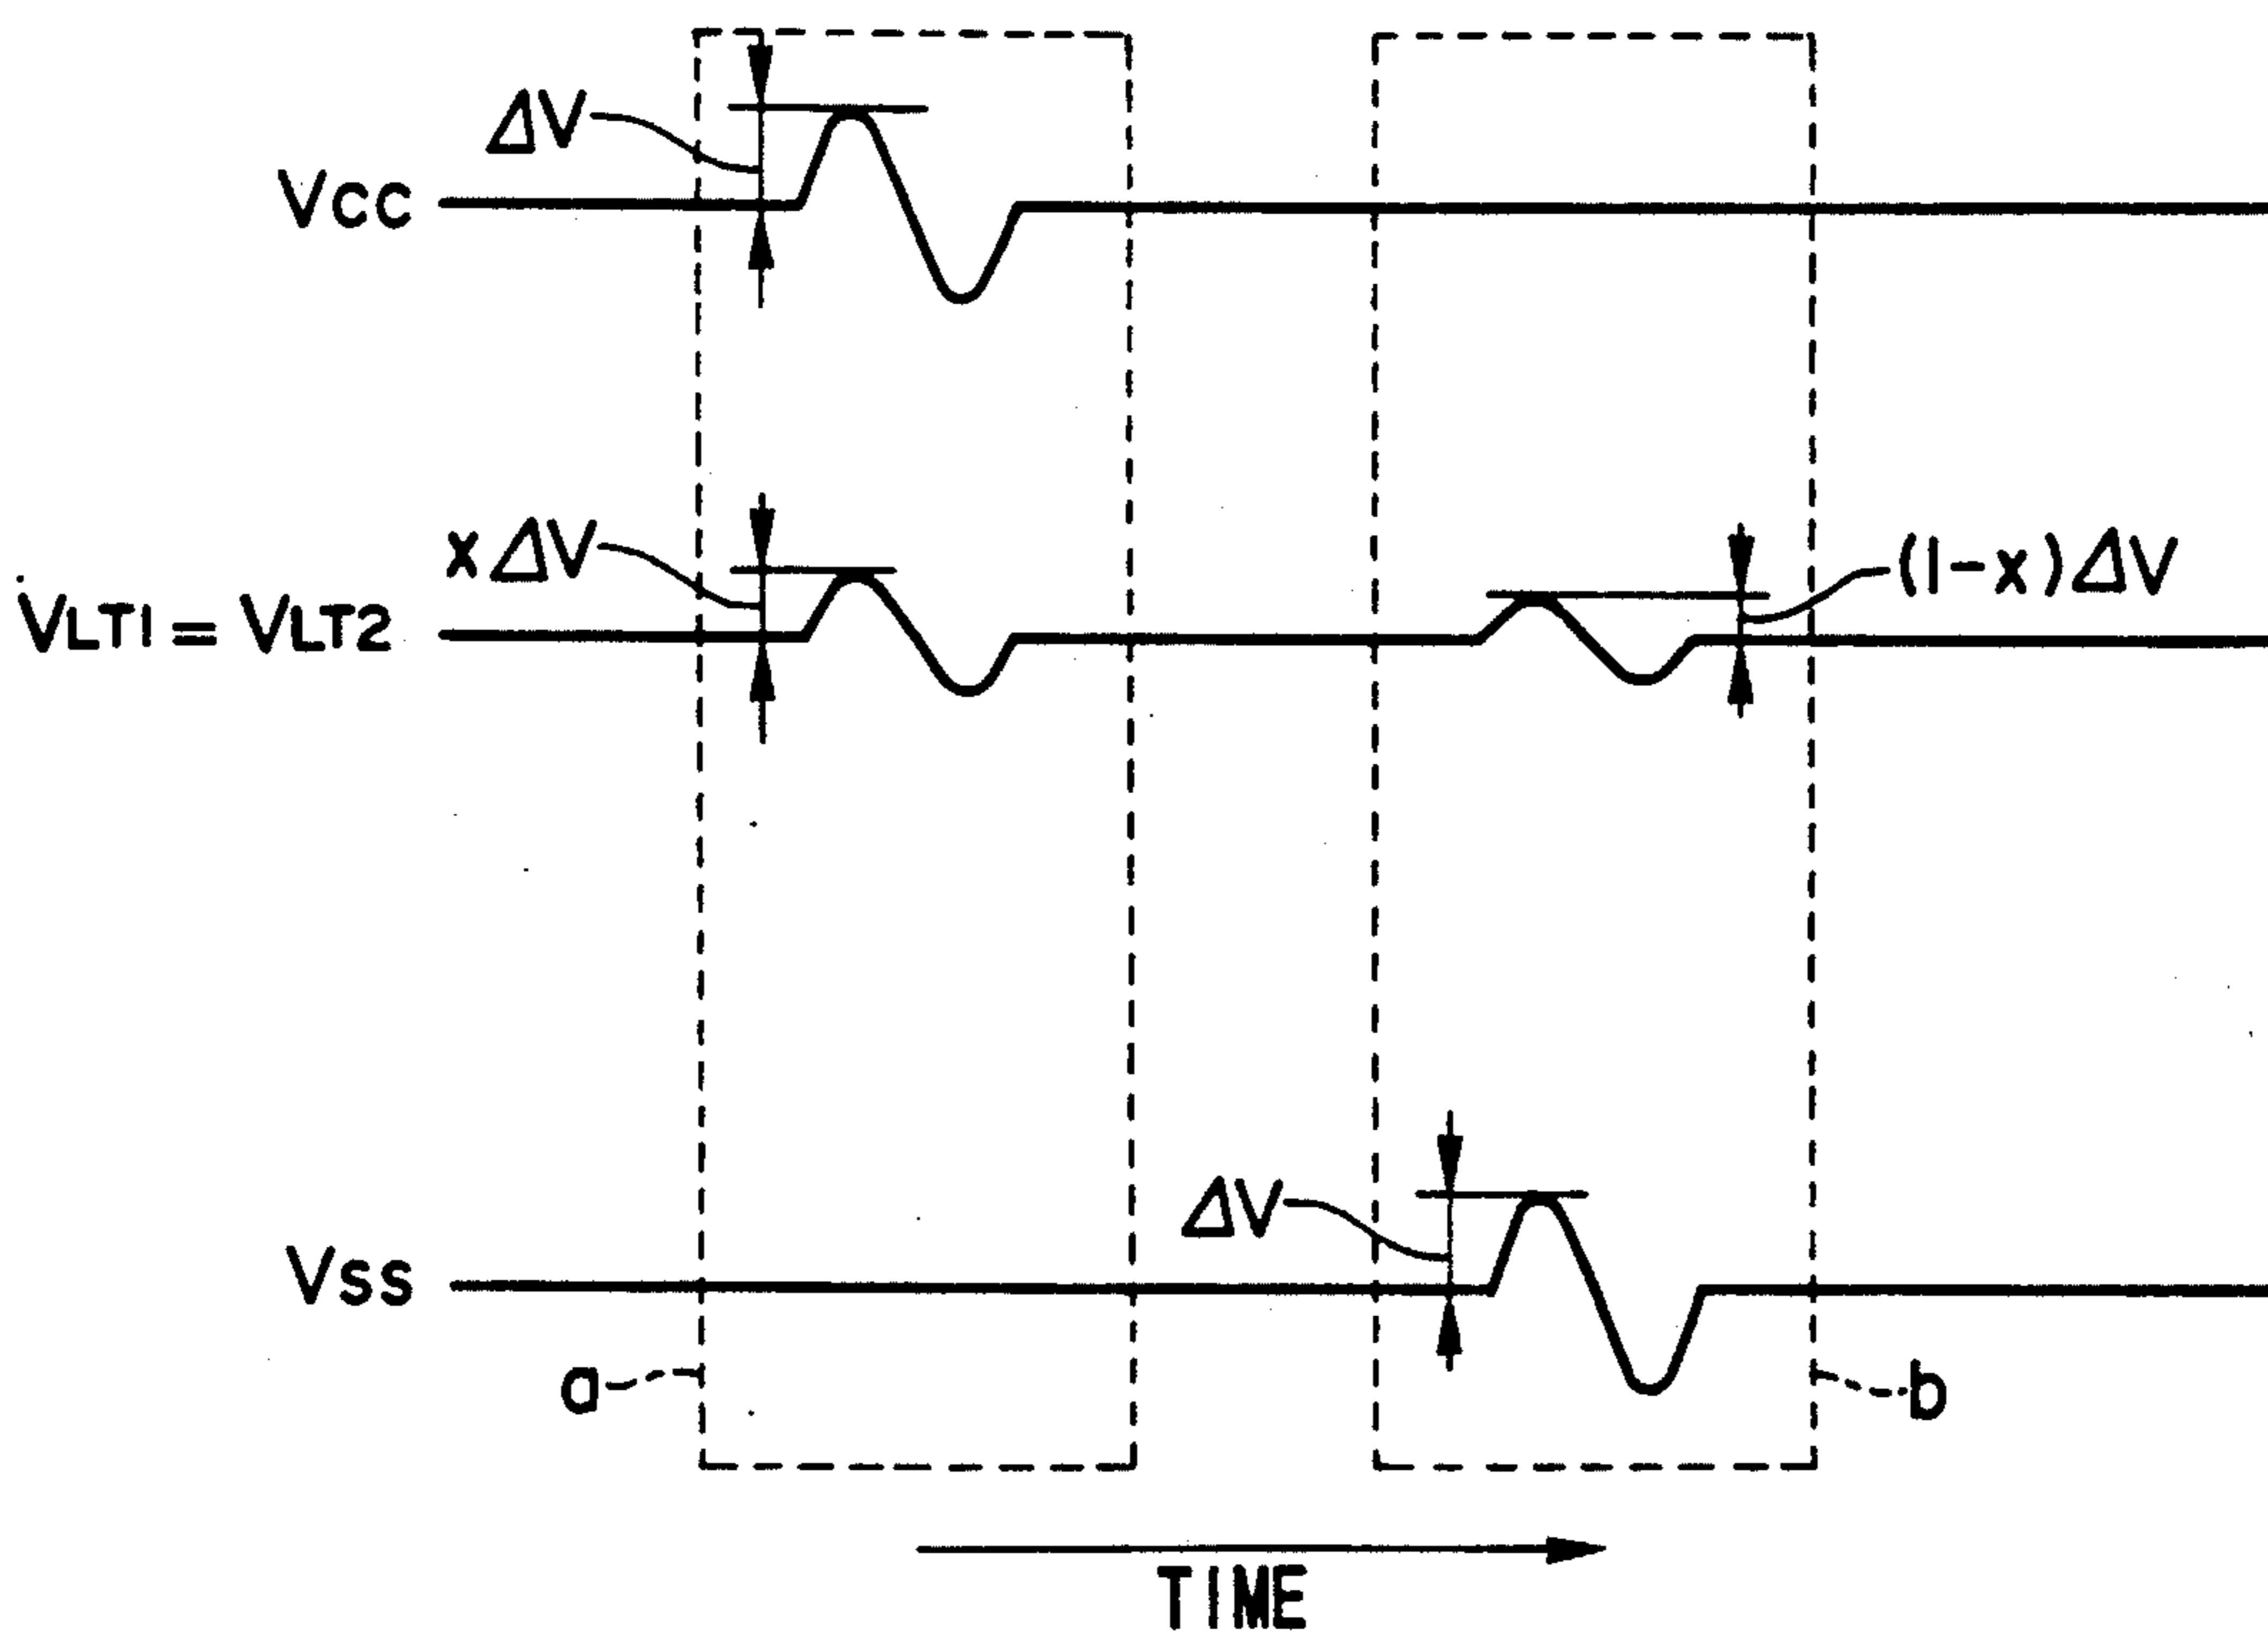 ΔV
Vcc
xΔV
(1-x)ΔV
VLT1 = VLT2
ΔV
Vss
a
b
TIME